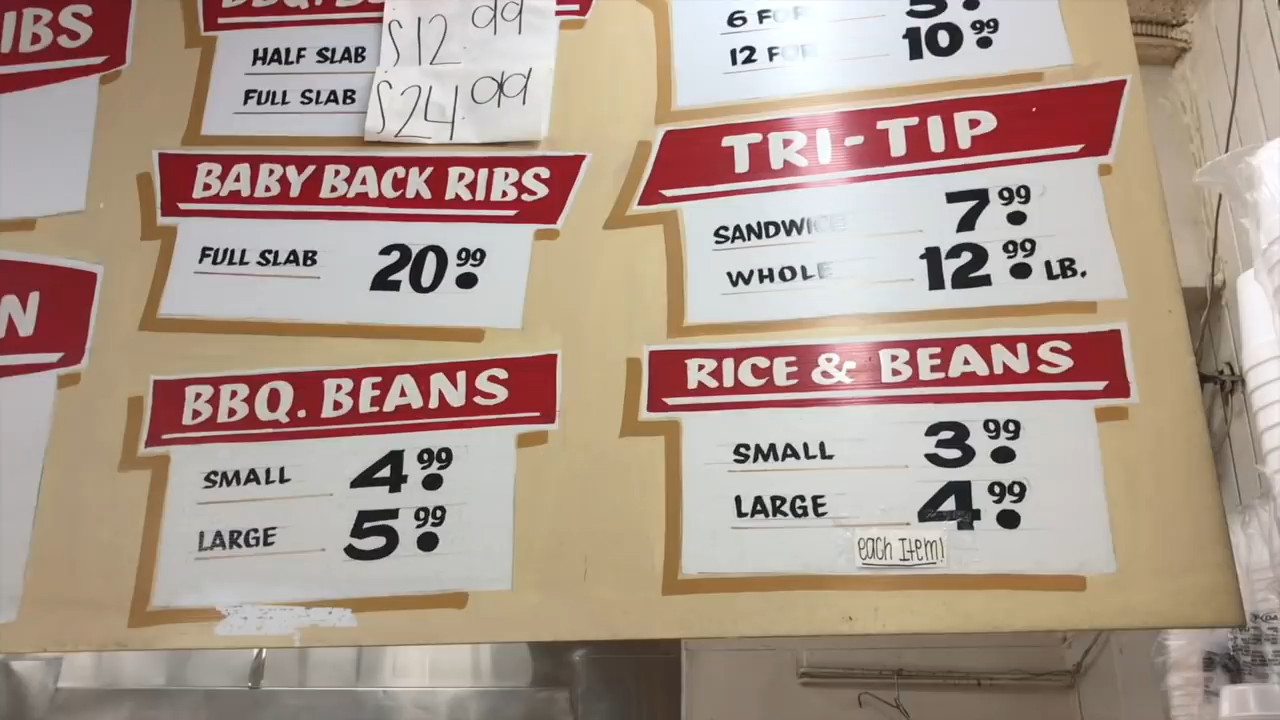 IBS
HALF SLAB $12.99
FULL SLAB $24.99
BABY BACK RIBS
FULL SLAB 20.99
BBQ. BEANS
SMALL 4.99
LARGE 5.99
N
6 FOR
12 FOR 10.99
TRI-TIP
SANDWICH 7.99
WHOLE 12.99 LB.
RICE & BEANS
SMALL 3.99
LARGE 4.99
each Item!